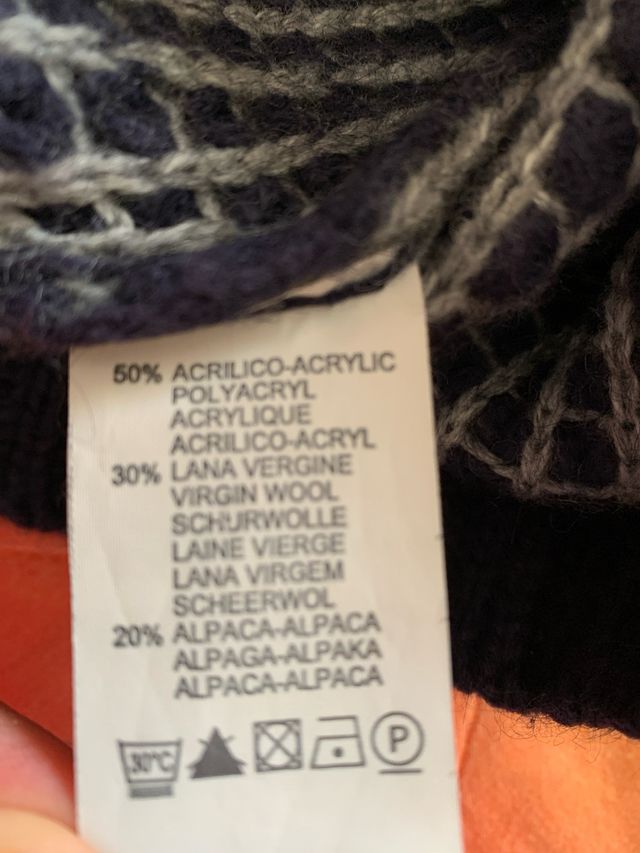 50% ACRILICO-ACRYLIC
POLYACRYL
ACRYLIQUE
ACRILICO-ACRYL
30% LANA VERGINE
VIRGIN WOOL
SCHURWOLLE
LAINE VIERGE
LANA VIRGEM
SCHEERWOL
20% ALPACA-ALPACA
ALPAGA-ALPAKA
ALPACA-ALPACA
30°C P